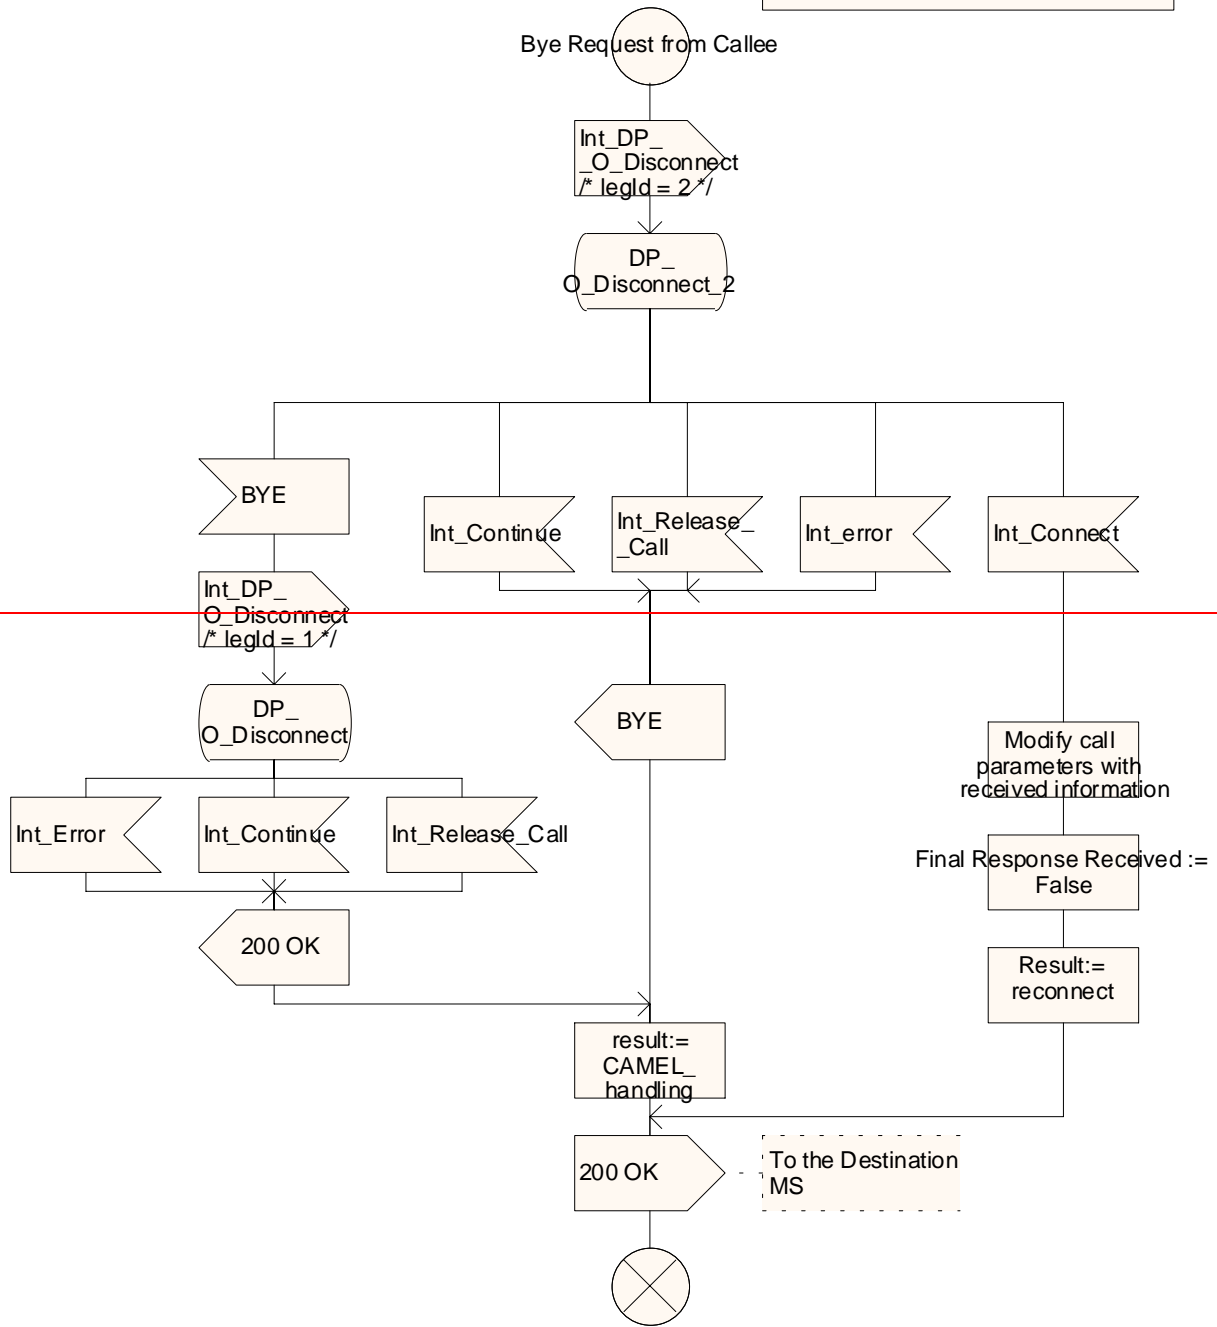 Bye Request from Callee
Int_DP_
_O_Disconnect
/* legId = 2 */
DP_
O_Disconnect_2
BYE
Int_Continue
Int_Release_
_Call
Int_error
Int_Connect
Int_DP_
O_Disconnect
/* legId = 1 */
DP_
O_Disconnect
BYE
Modify call
parameters with
received information
Int_Error
Int_Continue
Int_Release_Call
Final Response Received :=
False
200 OK
Result:=
reconnect
result:=
CAMEL_
handling
200 OK
To the Destination
MS